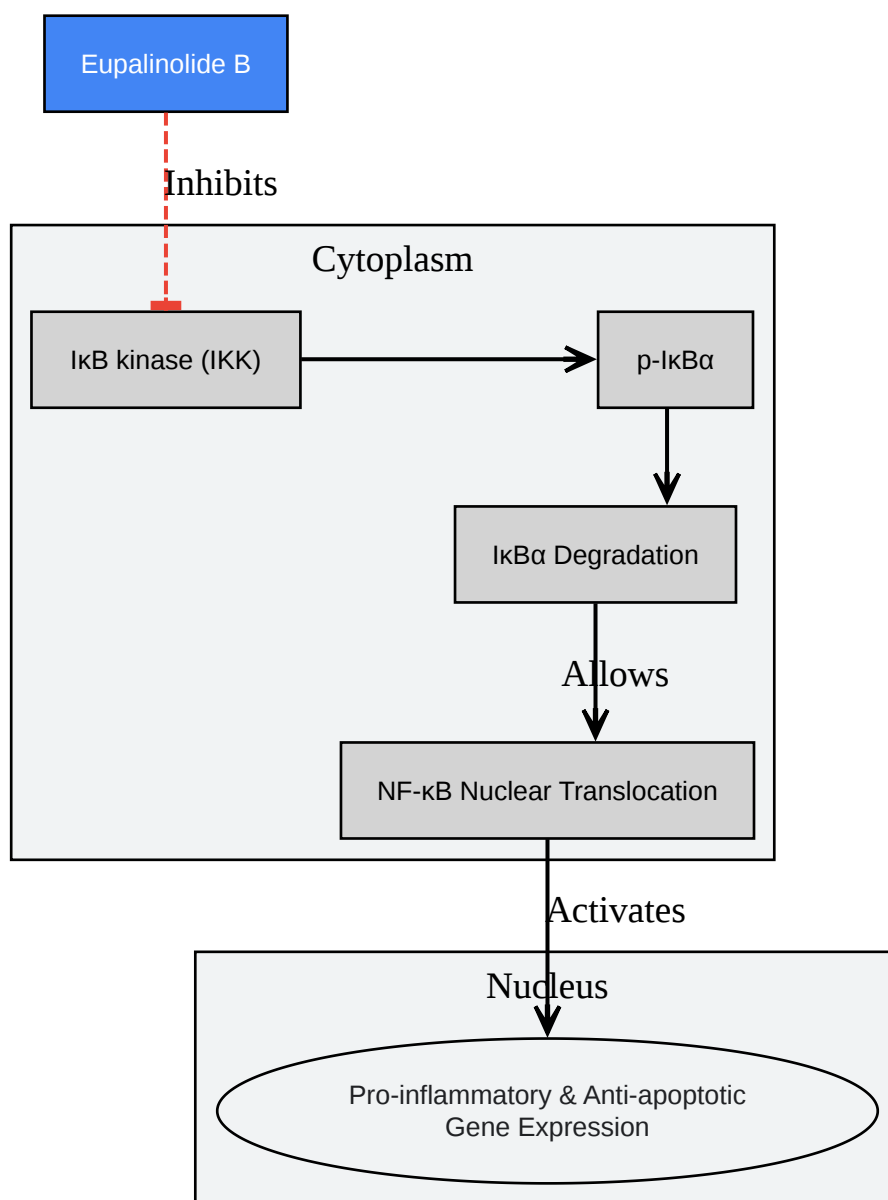 Eupalinolide B
Inhibits
Cytoplasm
IκB kinase (IKK)
p-IκBα
IκBα Degradation
Allows
NF-κB Nuclear Translocation
Activates
Nucleus
Pro-inflammatory & Anti-apoptotic
Gene Expression